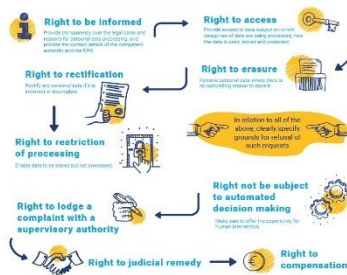 Right to be informed
Provide transparency over the legal basis and
reasons for personal data processing, and
provide the contact details of the competent
authority and the DPO
Right to access
Provide access to data subject on which
categories of data are being processed, how
the data is used, stored and protected
Right to erasure
Remove personal data where there is
no compelling reason to store it
Right to rectification
Rectify any personal data if it is
incorrect or incomplete
In relation to all of the
above, clearly specify
grounds for refusal of
such requests
Right to restriction
of processing
Enable data to be stored but not processed
Right not be subject
to automated
decision making
Make sure to offer the opportunity for
human intervention
Right to lodge a
complaint with a
supervisory authority
Right to judicial remedy
Right to
compensation